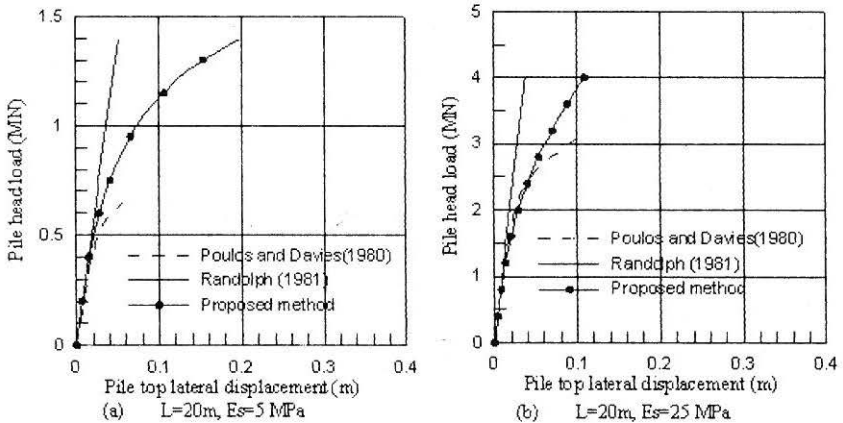 1.5
1
0.5
0
Pile head load (MN)
Poulos and Davies(1980)
Randolph (1981)
Proposed method
0 0.1 0.2 0.3 0.4
Pile top lateral displacement (m)
(a) L=20m, Es=5 MPa
5
4
3
2
1
0
Pile head load (MN)
Poulos and Davies(1980)
Randolph (1981)
Proposed method
0 0.1 0.2 0.3 0.4
Pile top lateral displacement (m)
(b) L=20m, Es=25 MPa